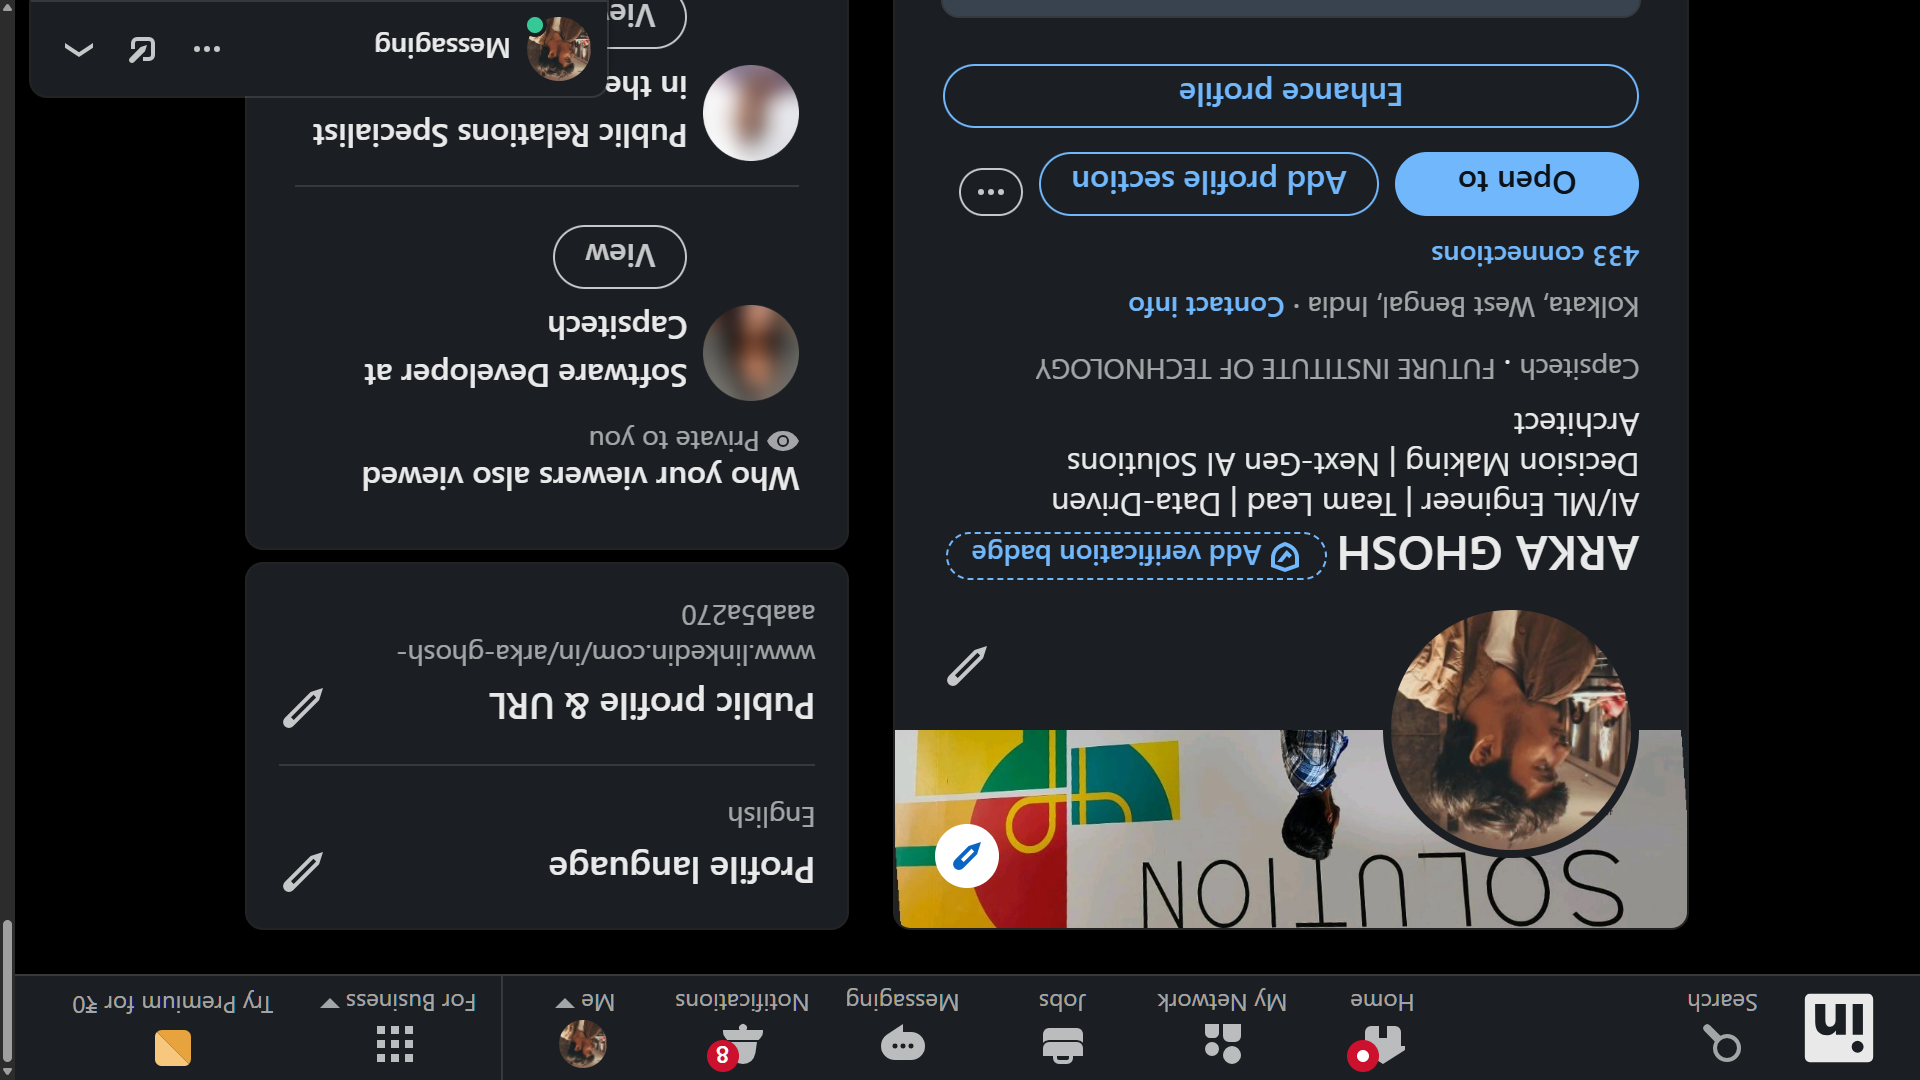 in
Search
Home
My Network
Jobs
Messaging
8
Notifications
Me
For Business
Try Premium for ₹0
SOLUTION
ARKA GHOSH
Add verification badge
AI/ML Engineer | Team Lead | Data-Driven
Decision Making | Next-Gen AI Solutions
Architect
Capsitech · FUTURE INSTITUTE OF TECHNOLOGY
Kolkata, West Bengal, India · Contact info
433 connections
Open to
Add profile section
Enhance profile
Profile language
English
Public profile & URL
www.linkedin.com/in/arka-ghosh-
aaab5a270
Who your viewers also viewed
Private to you
Software Developer at
Capsitech
View
Public Relations Specialist
in the
View
Messaging